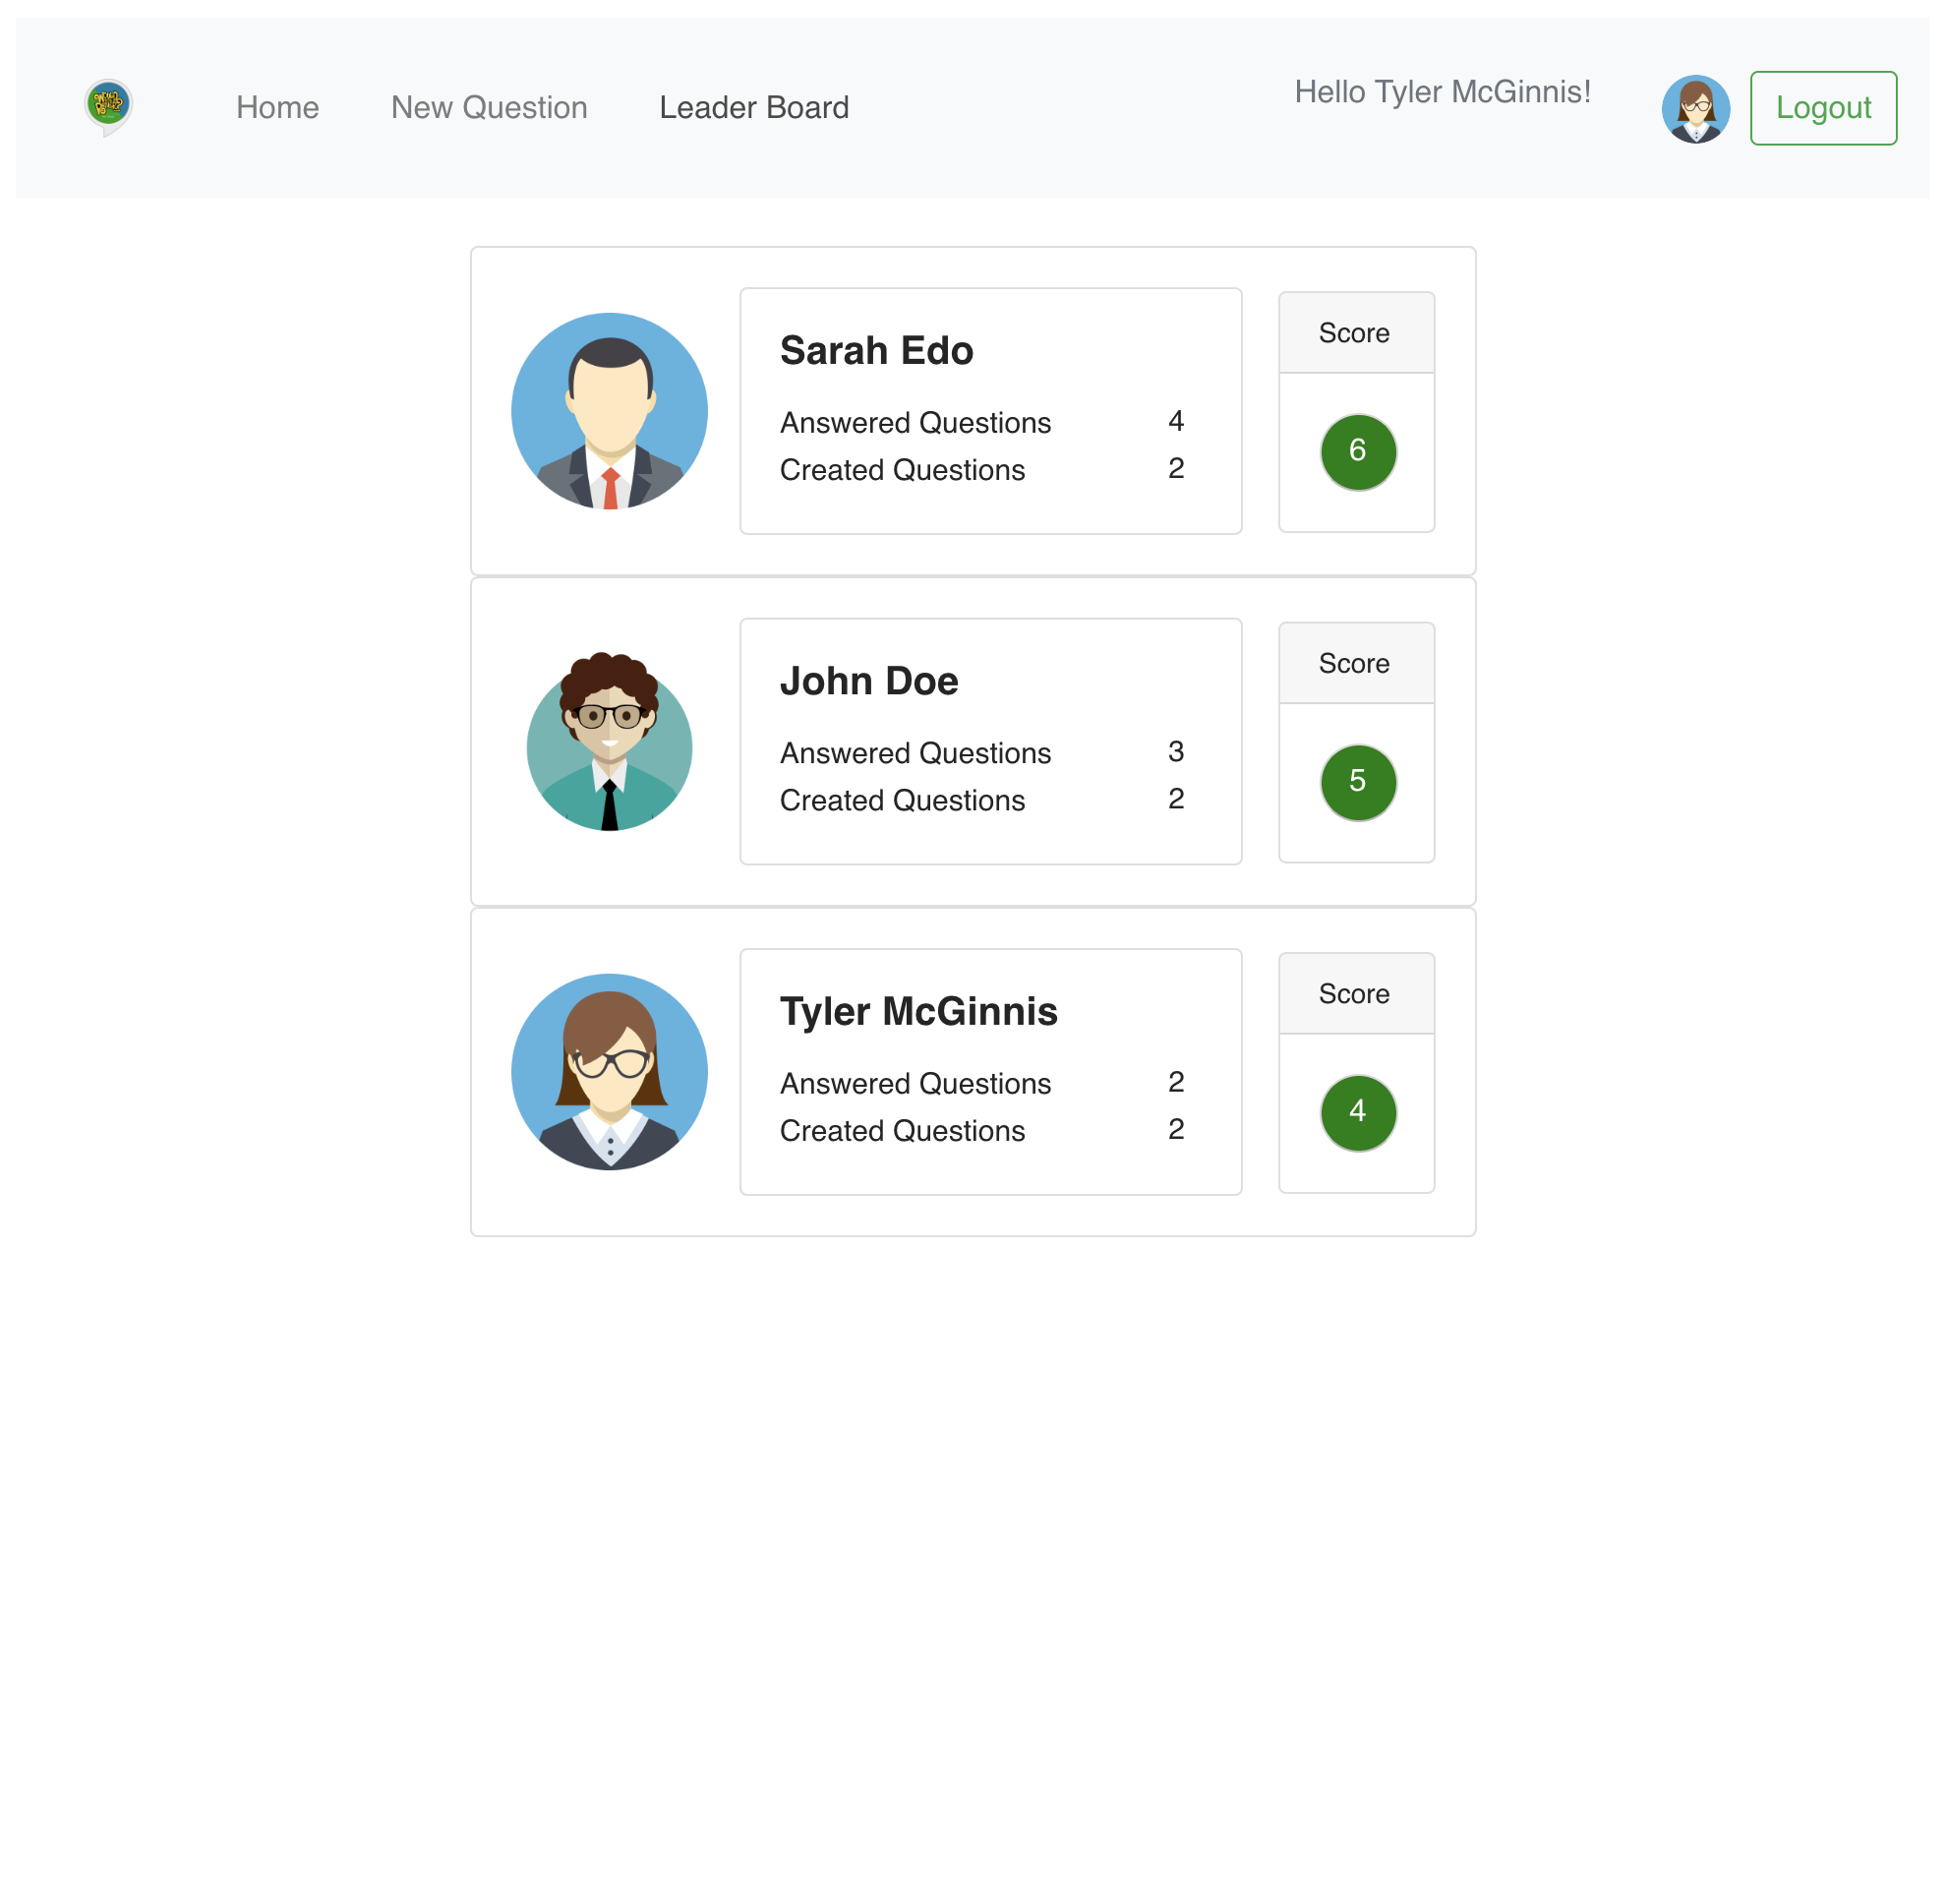 Home New Question Leader Board Hello Tyler McGinnis! Logout
Sarah Edo
Answered Questions 4
Created Questions 2
Score
6
John Doe
Answered Questions 3
Created Questions 2
Score
5
Tyler McGinnis
Answered Questions 2
Created Questions 2
Score
4